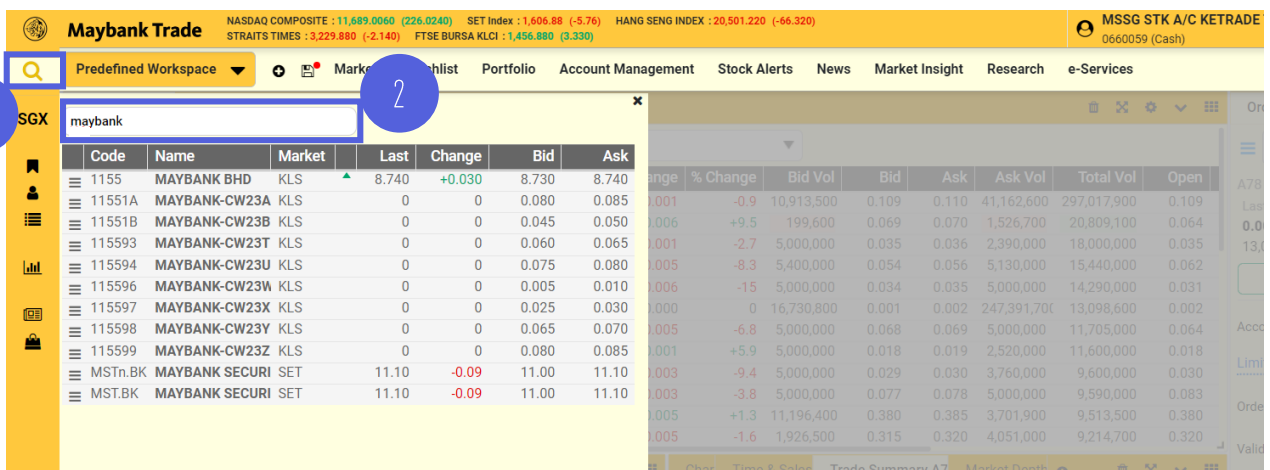 Maybank Trade NASDAQ COMPOSITE : 11,689.0060 (226.0240) SET Index : 1,606.88 (-5.76) HANG SENG INDEX : 20,501.220 (-66.320) MSSG STK A/C KETRADE
STRAITS TIMES : 3,229.880 (-2.140) FTSE BURSA KLCI : 1,456.880 (3.330) 0660059 (Cash)
Predefined Workspace Portfolio Account Management Stock Alerts News Market Insight Research e-Services
2
SGX maybank
Code Name Market Last Change Bid Ask % Change Bid Vol Bid Ask Ask Vol Total Vol Open
1155 MAYBANK BHD KLS 8.740 +0.030 8.730 8.740 -0.9 10,913,500 0.109 0.110 41,162,600 297,017,900 0.109
11551A MAYBANK-CW23A KLS 0 0 0.080 0.085 +9.5 199,600 0.069 0.070 1,526,700 20,809,100 0.064
11551B MAYBANK-CW23B KLS 0 0 0.045 0.050 -2.7 5,000,000 0.035 0.036 2,390,000 18,000,000 0.035
115593 MAYBANK-CW23T KLS 0 0 0.060 0.065 -8.3 5,400,000 0.054 0.056 5,130,000 15,440,000 0.062
115594 MAYBANK-CW23U KLS 0 0 0.075 0.080 -15 5,000,000 0.034 0.035 5,000,000 14,290,000 0.031
115596 MAYBANK-CW23W KLS 0 0 0.005 0.010 0 16,730,800 0.001 0.002 247,391,700 13,098,600 0.002
115597 MAYBANK-CW23X KLS 0 0 0.025 0.030 -6.8 5,000,000 0.068 0.069 5,000,000 11,705,000 0.064
115598 MAYBANK-CW23Y KLS 0 0 0.065 0.070 +5.9 5,000,000 0.018 0.019 2,520,000 11,600,000 0.018
115599 MAYBANK-CW23Z KLS 0 0 0.080 0.085 -9.4 5,000,000 0.029 0.030 3,760,000 9,600,000 0.030
MSTn.BK MAYBANK SECURI SET 11.10 -0.09 11.00 11.10 -3.8 5,000,000 0.077 0.078 5,000,000 9,590,000 0.083
MST.BK MAYBANK SECURI SET 11.10 -0.09 11.00 11.10 +1.3 11,196,400 0.380 0.385 3,701,900 9,513,500 0.380
-1.6 1,926,500 0.315 0.320 4,051,000 9,214,700 0.320
Time & Sales Trade Summary A7 Market Depth